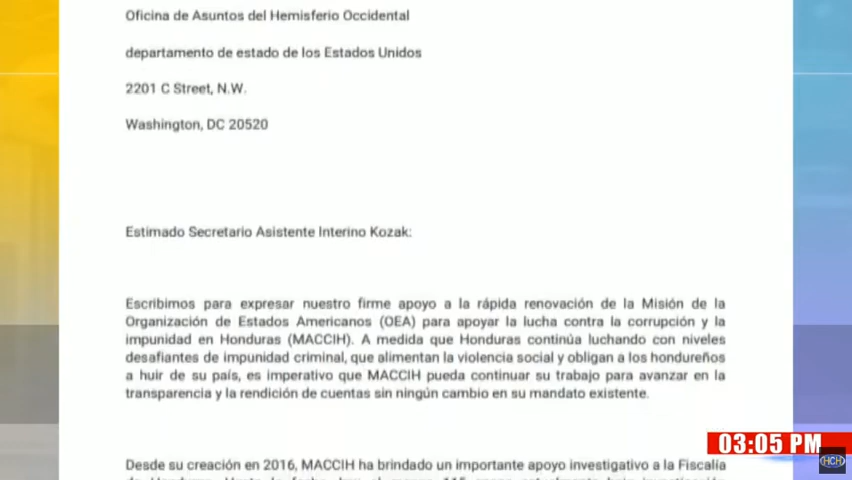 Oficina de Asuntos del Hemisferio Occidental
departamento de estado de los Estados Unidos
2201 C Street, N.W.
Washington, DC 20520
Estimado Secretario Asistente Interino Kozak:
Escribimos para expresar nuestro firme apoyo a la rápida renovación de la Misión de la
Organización de Estados Americanos (OEA) para apoyar la lucha contra la corrupción y la
impunidad en Honduras (MACCIH). A medida que Honduras continúa luchando con niveles
desafiantes de impunidad criminal, que alimentan la violencia social y obligan a los hondureños
a huir de su país, es imperativo que MACCIH pueda continuar su trabajo para avanzar en la
transparencia y la rendición de cuentas sin ningún cambio en su mandato existente.
Desde su creación en 2016, MACCIH ha brindado un importante apoyo investigativo a la Fiscalía
03:05 PM
HCH